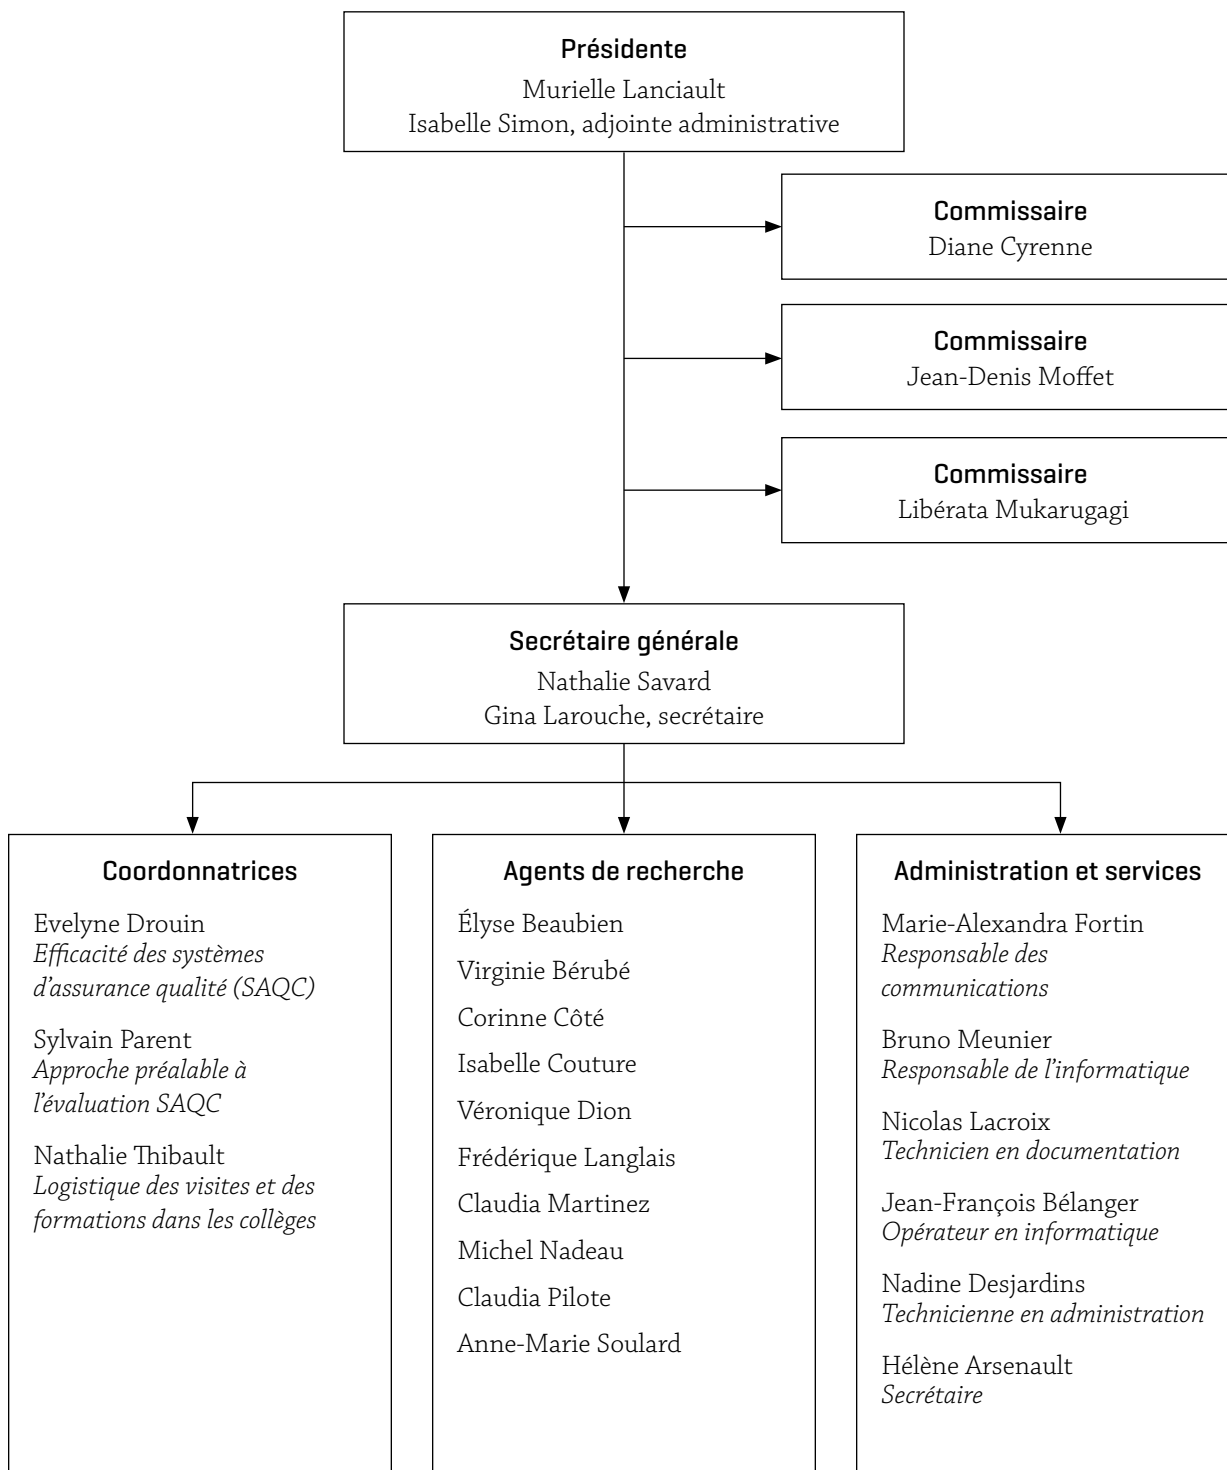 Présidente
Murielle Lanciault
Isabelle Simon, adjointe administrative
Commissaire
Diane Cyrenne
Commissaire
Jean-Denis Moffet
Commissaire
Libérata Mukarugagi
Secrétaire générale
Nathalie Savard
Gina Larouche, secrétaire
Coordonnatrices
Evelyne Drouin
Efficacité des systèmes
d'assurance qualité (SAQC)
Sylvain Parent
Approche préalable à
l'évaluation SAQC
Nathalie Thibault
Logistique des visites et des
formations dans les collèges
Agents de recherche
Élyse Beaubien
Virginie Bérubé
Corinne Côté
Isabelle Couture
Véronique Dion
Frédérique Langlais
Claudia Martinez
Michel Nadeau
Claudia Pilote
Anne-Marie Soulard
Administration et services
Marie-Alexandra Fortin
Responsable des
communications
Bruno Meunier
Responsable de l'informatique
Nicolas Lacroix
Technicien en documentation
Jean-François Bélanger
Opérateur en informatique
Nadine Desjardins
Technicienne en administration
Hélène Arsenault
Secrétaire